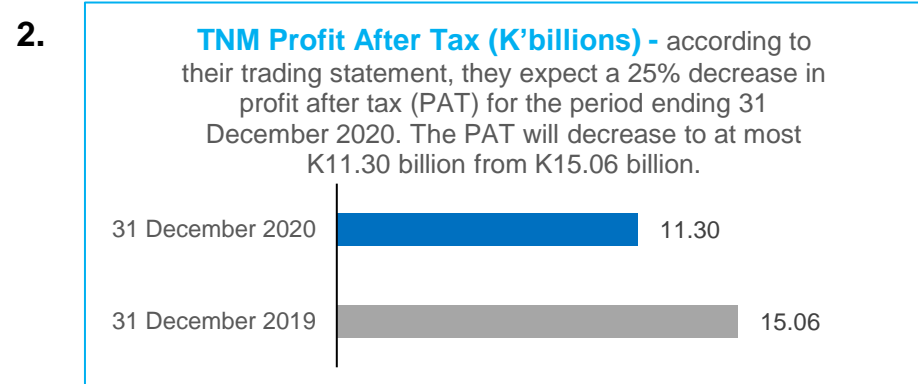 2.
TNM Profit After Tax (K’billions) - according to
their trading statement, they expect a 25% decrease in
profit after tax (PAT) for the period ending 31
December 2020. The PAT will decrease to at most
K11.30 billion from K15.06 billion.
31 December 2020 11.30
31 December 2019 15.06